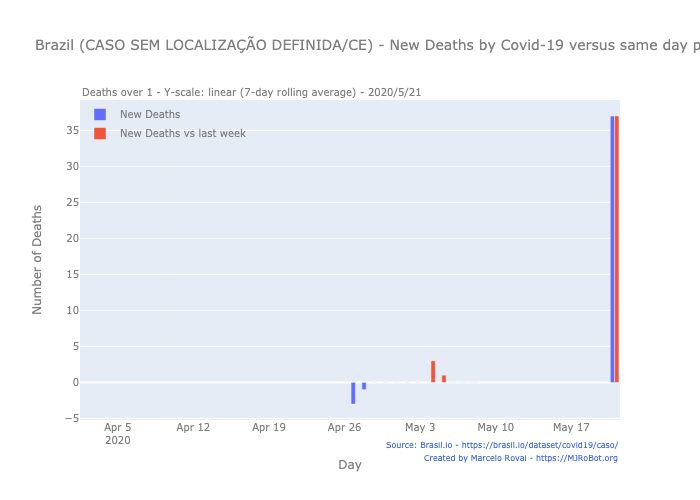 Brazil (CASO SEM LOCALIZAÇÃO DEFINIDA/CE) - New Deaths by Covid-19 versus same day p
Deaths over 1 - Y-scale: linear (7-day rolling average) - 2020/5/21
New Deaths
New Deaths vs last week
35
30
25
20
15
10
5
0
−5
Number of Deaths
Apr 5
2020
Apr 12
Apr 19
Apr 26
May 3
May 10
May 17
Day
Source: Brasil.io - https://brasil.io/dataset/covid19/caso/
Created by Marcelo Rovai - https://MJRoBot.org